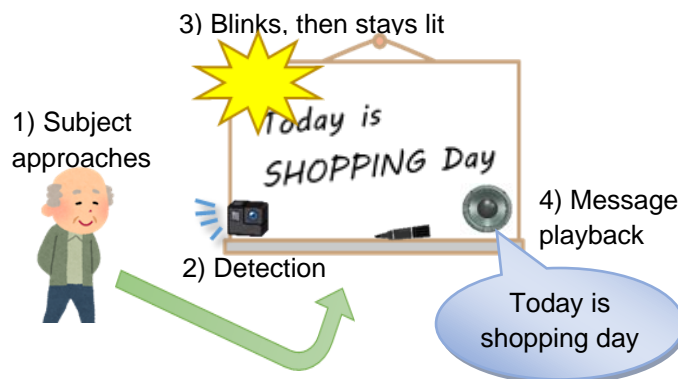 3) Blinks, then stays lit
1) Subject
approaches
Today is
SHOPPING Day
4) Message
playback
2) Detection
Today is
shopping day